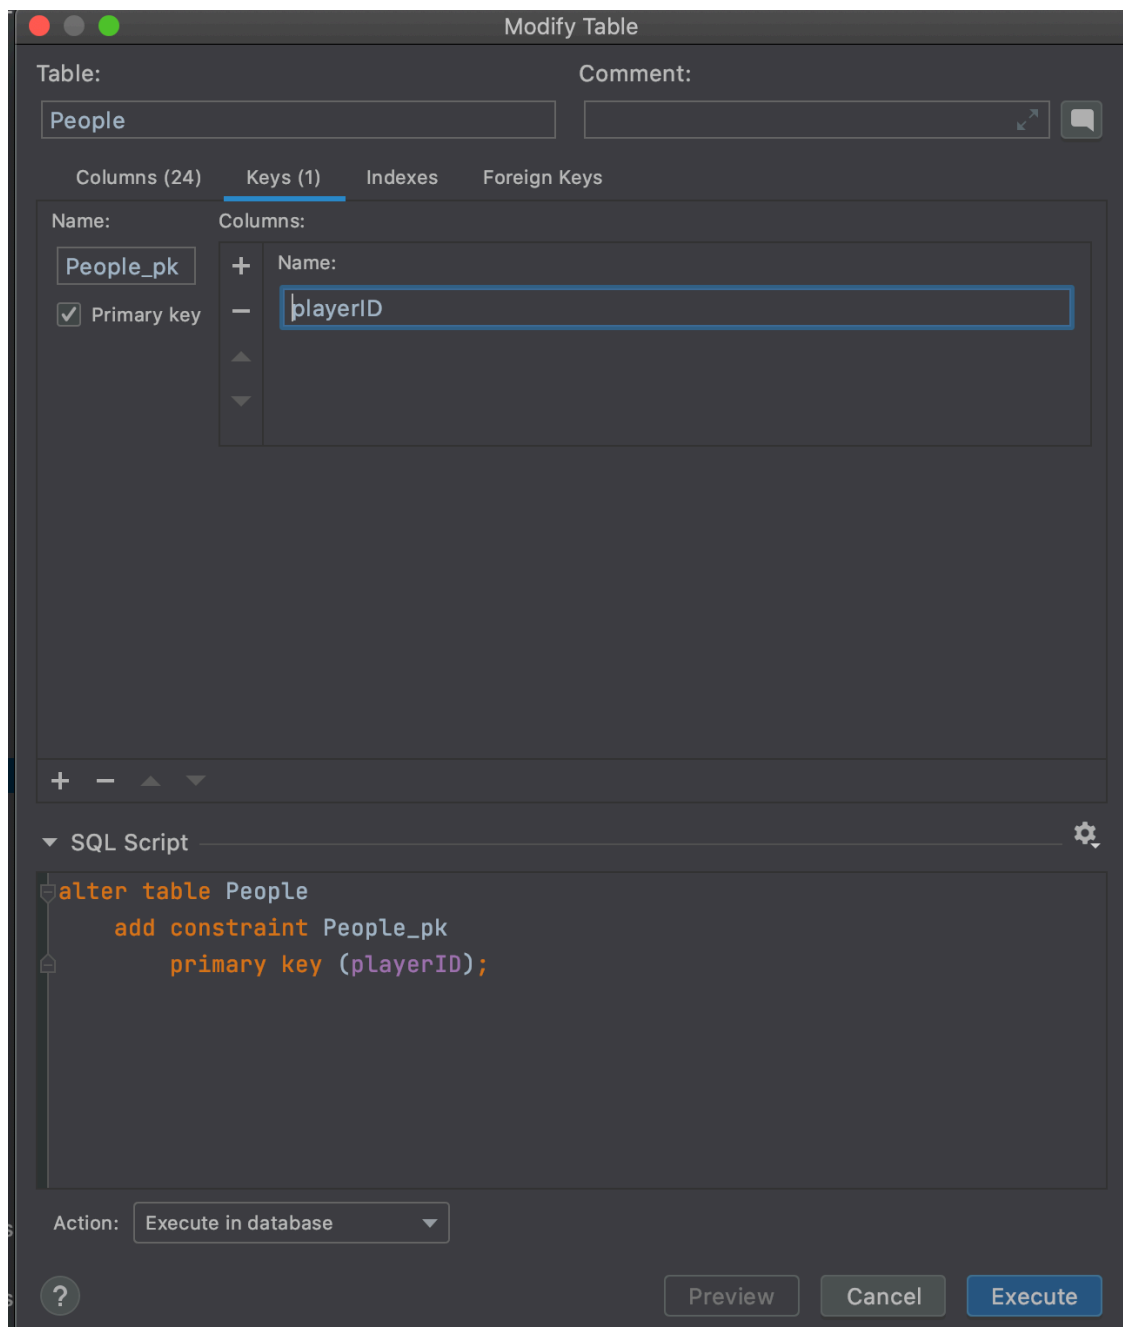 Modify Table
Table:
Comment:
People
Columns (24) Keys (1) Indexes Foreign Keys
Name:
Columns:
People_pk
Name:
Primary key
playerID
SQL Script
alter table People
add constraint People_pk
primary key (playerID);
Action: Execute in database
? Preview Cancel Execute